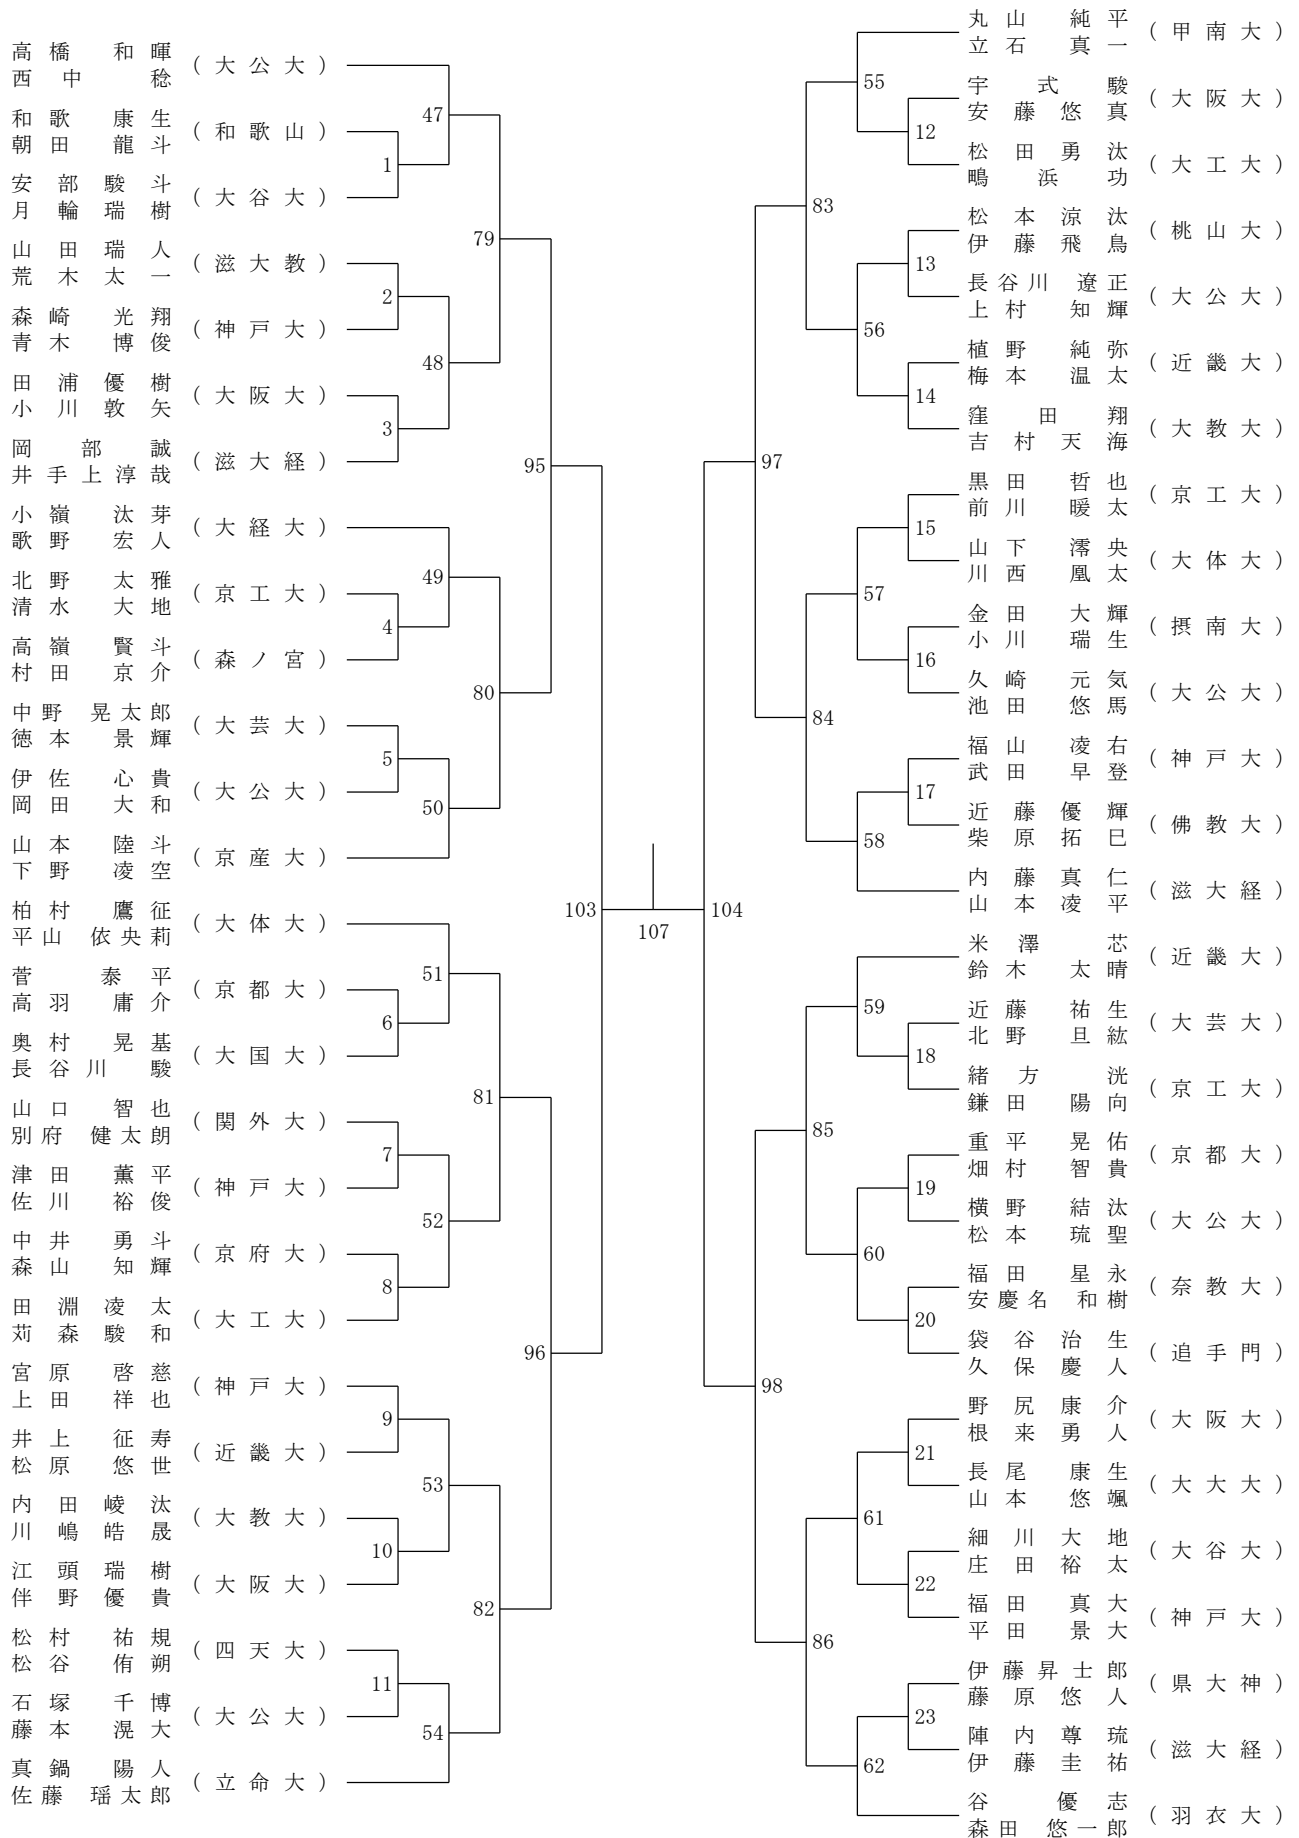 高橋 和暉
西中 稔
(大公大)
和歌 康生
朝田 龍斗
(和歌山)
安部駿斗
月輪瑞樹
(大谷大)
山田瑞人
荒木太一
(滋大教)
森崎 光翔
青木 博俊
(神戸大)
田浦優樹
小川敦矢
(大阪大)
岡部誠
井手上淳哉
(滋大経)
小嶺 汰芽
歌野 宏人
(大経大)
北野 太雅
清水 大地
(京工大)
高嶺 賢斗
村田 京介
(森ノ宮)
中野 晃太郎
徳本 景輝
(大芸大)
伊佐 心貴
岡田 大和
(大公大)
山本 陸斗
下野 凌空
(京産大)
柏村 鷹征
平山 依央莉
(大体大)
菅 泰平
高羽 庸介
(京都大)
奥村 晃基
長谷川 駿
(大国大)
山口 智也
別府 健太朗
(関外大)
津田 薫平
佐川 裕俊
(神戸大)
中井 勇斗
森山 知輝
(京府大)
田淵凌太
苅森駿和
(大工大)
宮原 啓慈
上田 祥也
(神戸大)
井上 征寿
松原 悠世
(近畿大)
内田崚汰
川嶋皓晟
(大教大)
江頭瑞樹
伴野優貴
(大阪大)
松村 祐規
松谷 侑朔
(四天大)
石塚 千博
藤本 滉大
(大公大)
真鍋 陽人
佐藤 瑶太郎
(立命大)
1
2
3
4
5
6
7
8
9
10
11
47
48
49
50
51
52
53
54
79
80
81
82
95
96
103
107
104
97
98
83
84
85
86
55
56
57
58
59
60
61
62
12
13
14
15
16
17
18
19
20
21
22
23
丸山 純平
立石 真一
(甲南大)
宇式駿
安藤悠真
(大阪大)
松田勇汰
鴫浜功
(大工大)
松本涼汰
伊藤飛鳥
(桃山大)
長谷川 遼正
上村 知輝
(大公大)
植野 純弥
梅本 温太
(近畿大)
窪田翔
吉村天海
(大教大)
黒田 哲也
前川 暖太
(京工大)
山下 澪央
川西 凰太
(大体大)
金田 大輝
小川 瑞生
(摂南大)
久崎 元気
池田 悠馬
(大公大)
福山 凌右
武田 早登
(神戸大)
近藤優輝
柴原拓巳
(佛教大)
内藤真仁
山本凌平
(滋大経)
米澤 芯
鈴木 太晴
(近畿大)
近藤 祐生
北野 旦紘
(大芸大)
緒方 洸
鎌田 陽向
(京工大)
重平 晃佑
畑村 智貴
(京都大)
横野 結汰
松本 琉聖
(大公大)
福田 星永
安慶名 和樹
(奈教大)
袋谷治生
久保慶人
(追手門)
野尻康介
根来勇人
(大阪大)
長尾 康生
山本 悠颯
(大大大)
細川大地
庄田裕太
(大谷大)
福田 真大
平田 景大
(神戸大)
伊藤昇士郎
藤原悠人
(県大神)
陣内尊琉
伊藤圭祐
(滋大経)
谷 優志
森田 悠一郎
(羽衣大)